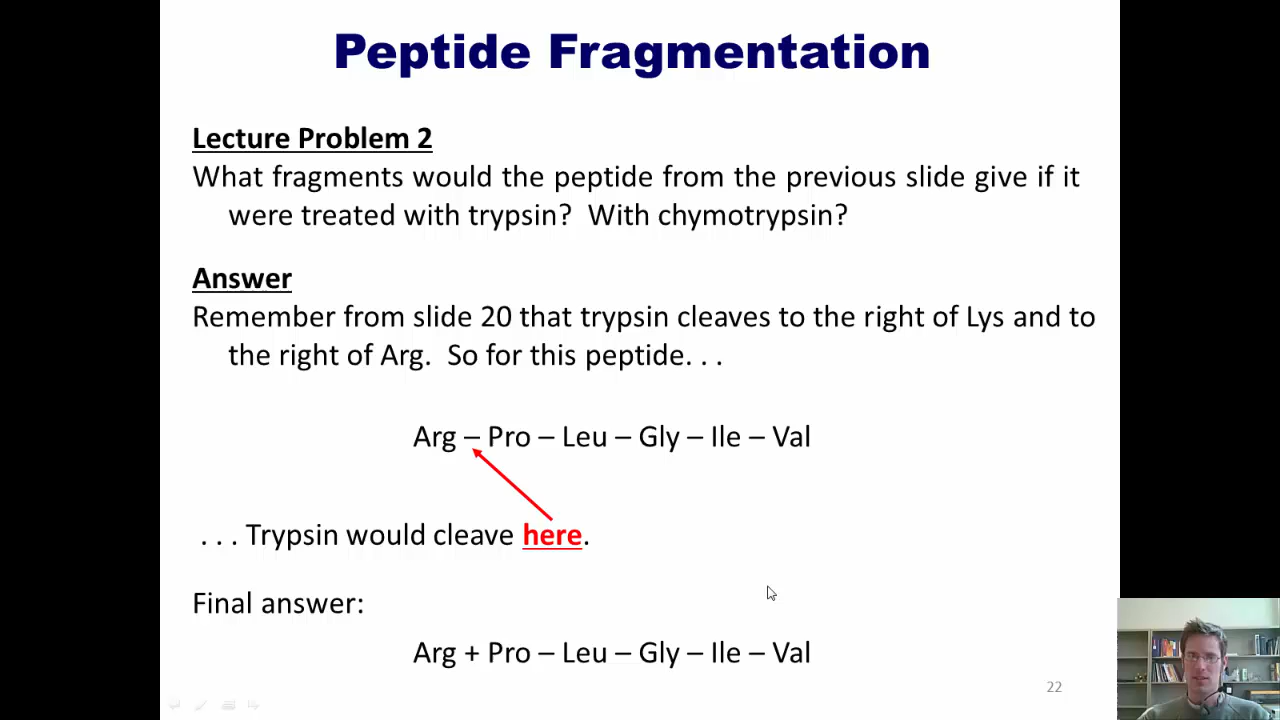 Peptide Fragmentation
Lecture Problem 2
What fragments would the peptide from the previous slide give if it
were treated with trypsin?  With chymotrypsin?
Answer
Remember from slide 20 that trypsin cleaves to the right of Lys and to
the right of Arg.  So for this peptide. . .
Arg – Pro – Leu – Gly – Ile – Val
. . . Trypsin would cleave here.
Final answer:
Arg + Pro – Leu – Gly – Ile – Val
22